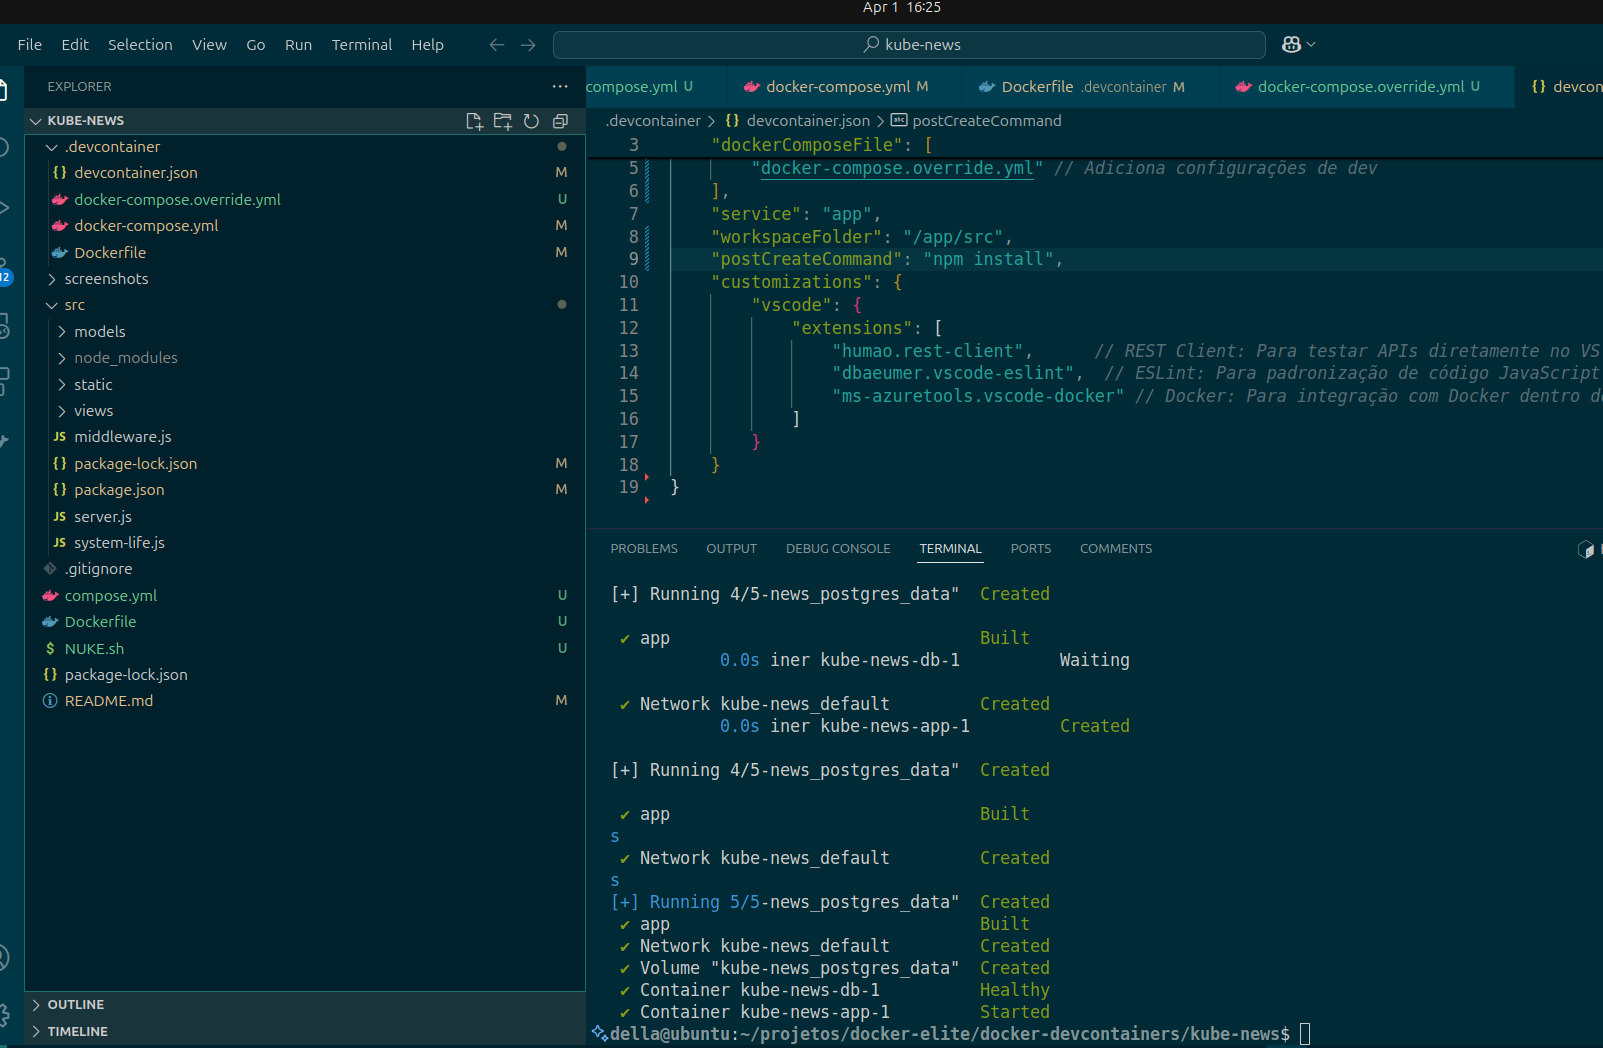 Apr 1 16:25
File Edit Selection View Go Run Terminal Help
kube-news
EXPLORER
KUBE-NEWS
.devcontainer
devcontainer.json M
docker-compose.override.yml U
docker-compose.yml M
Dockerfile M
screenshots
src
models
node_modules
static
views
JS middleware.js
package-lock.json M
package.json M
JS server.js
JS system-life.js
.gitignore
compose.yml U
Dockerfile U
$ NUKE.sh U
package-lock.json
README.md M
OUTLINE
TIMELINE
12
compose.yml U docker-compose.yml M Dockerfile .devcontainer M docker-compose.override.yml U {} devcon
.devcontainer > {} devcontainer.json > abc postCreateCommand
3 "dockerComposeFile": [
5 "docker-compose.override.yml" // Adiciona configurações de dev
6 ],
7 "service": "app",
8 "workspaceFolder": "/app/src",
9 "postCreateCommand": "npm install",
10 "customizations": {
11 "vscode": {
12 "extensions": [
13 "humao.rest-client", // REST Client: Para testar APIs diretamente no VS
14 "dbaeumer.vscode-eslint", // ESLint: Para padronização de código JavaScript
15 "ms-azuretools.vscode-docker" // Docker: Para integração com Docker dentro d
16 ]
17 }
18 }
19 }
PROBLEMS OUTPUT DEBUG CONSOLE TERMINAL PORTS COMMENTS
[+] Running 4/5-news_postgres_data" Created
✔ app Built
0.0s iner kube-news-db-1 Waiting
✔ Network kube-news_default Created
0.0s iner kube-news-app-1 Created
[+] Running 4/5-news_postgres_data" Created
✔ app Built
s
✔ Network kube-news_default Created
s
[+] Running 5/5-news_postgres_data" Created
✔ app Built
✔ Network kube-news_default Created
✔ Volume "kube-news_postgres_data" Created
✔ Container kube-news-db-1 Healthy
✔ Container kube-news-app-1 Started
della@ubuntu:~/projetos/docker-elite/docker-devcontainers/kube-news$